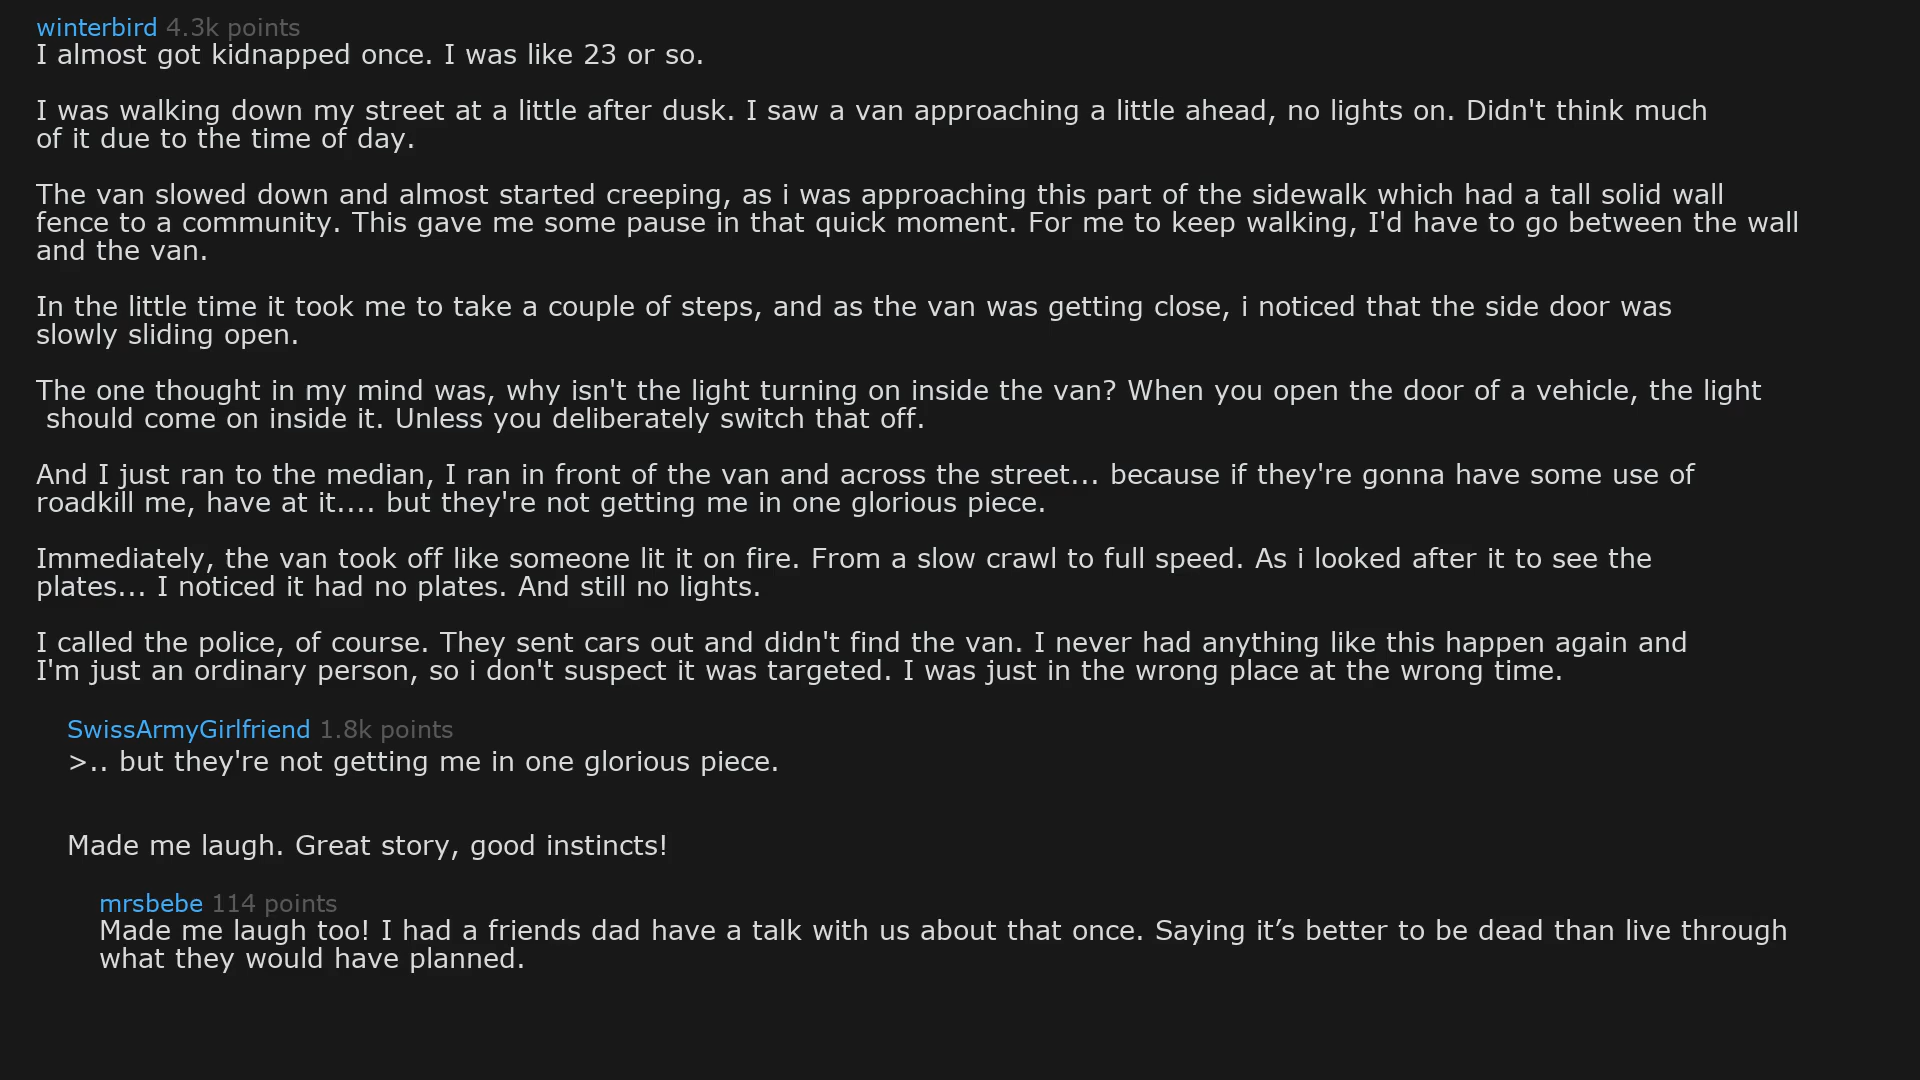 winterbird 4.3k points
I almost got kidnapped once. I was like 23 or so.
I was walking down my street at a little after dusk. I saw a van approaching a little ahead, no lights on. Didn't think much
of it due to the time of day.
The van slowed down and almost started creeping, as i was approaching this part of the sidewalk which had a tall solid wall
fence to a community. This gave me some pause in that quick moment. For me to keep walking, I'd have to go between the wall
and the van.
In the little time it took me to take a couple of steps, and as the van was getting close, i noticed that the side door was
slowly sliding open.
The one thought in my mind was, why isn't the light turning on inside the van? When you open the door of a vehicle, the light
should come on inside it. Unless you deliberately switch that off.
And I just ran to the median, I ran in front of the van and across the street... because if they're gonna have some use of
roadkill me, have at it.... but they're not getting me in one glorious piece.
Immediately, the van took off like someone lit it on fire. From a slow crawl to full speed. As i looked after it to see the
plates... I noticed it had no plates. And still no lights.
I called the police, of course. They sent cars out and didn't find the van. I never had anything like this happen again and
I'm just an ordinary person, so i don't suspect it was targeted. I was just in the wrong place at the wrong time.
SwissArmyGirlfriend 1.8k points
>.. but they're not getting me in one glorious piece.
Made me laugh. Great story, good instincts!
mrsbebe 114 points
Made me laugh too! I had a friends dad have a talk with us about that once. Saying it’s better to be dead than live through
what they would have planned.